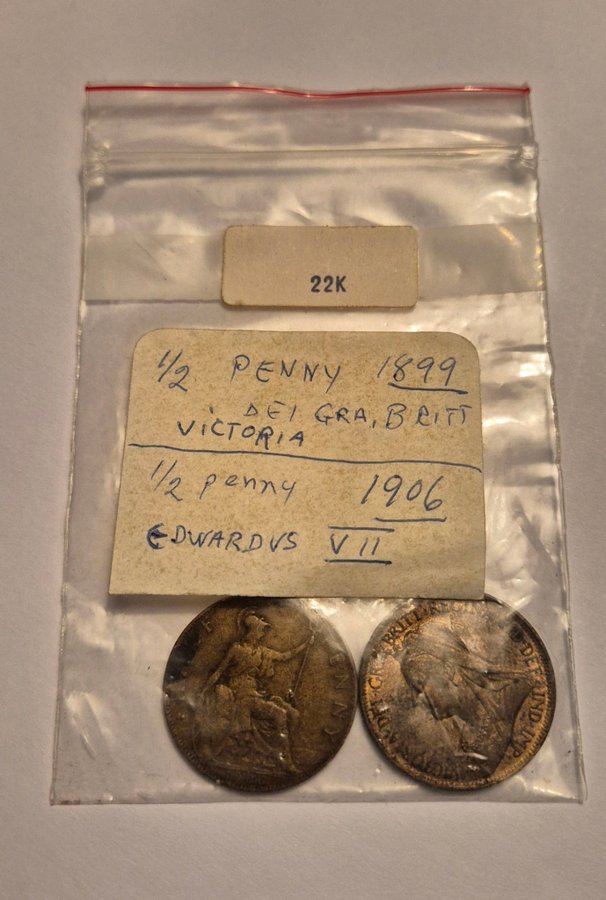 22K
1/2 PENNY 1899
DEI GRA, BRITT
VICTORIA
1/2 penny 1906
EDWARDVS VII